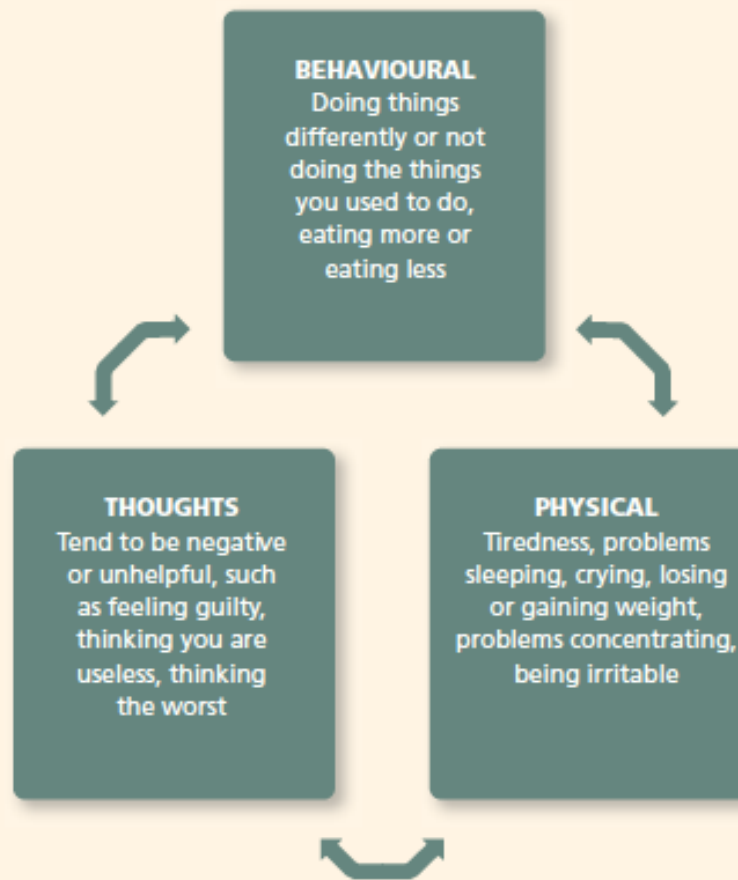 BEHAVIOURAL
Doing things
differently or not
doing the things
you used to do,
eating more or
eating less
THOUGHTS
Tend to be negative
or unhelpful, such
as feeling guilty,
thinking you are
useless, thinking
the worst
PHYSICAL
Tiredness, problems
sleeping, crying, losing
or gaining weight,
problems concentrating,
being irritable